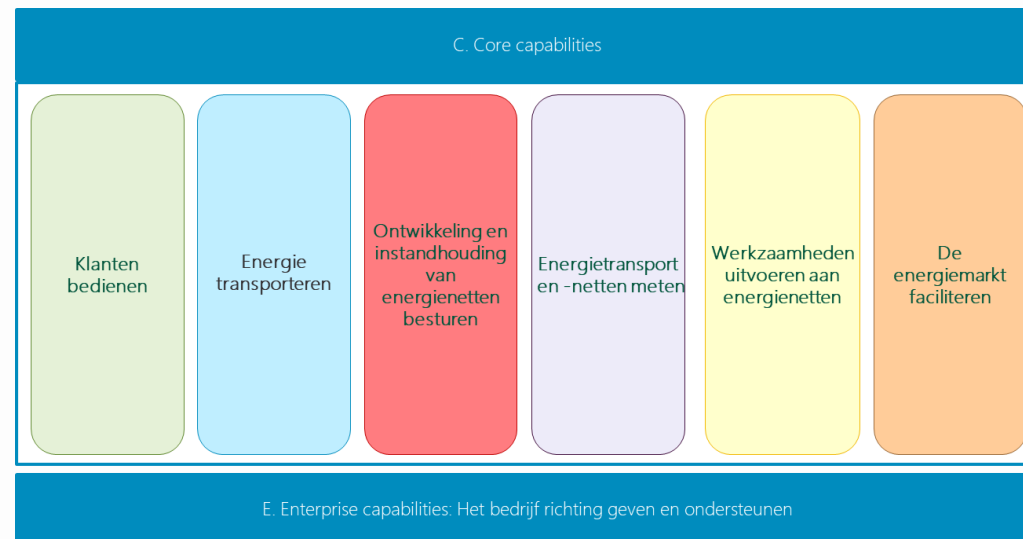 C. Core capabilities
Klanten
bedienen
Energie
transporteren
Ontwikkeling en
instandhouding
van
energienetten
besturen
Energietransport
en -netten meten
Werkzaamheden
uitvoeren aan
energienetten
De
energiemarkt
faciliteren
E. Enterprise capabilities: Het bedrijf richting geven en ondersteunen